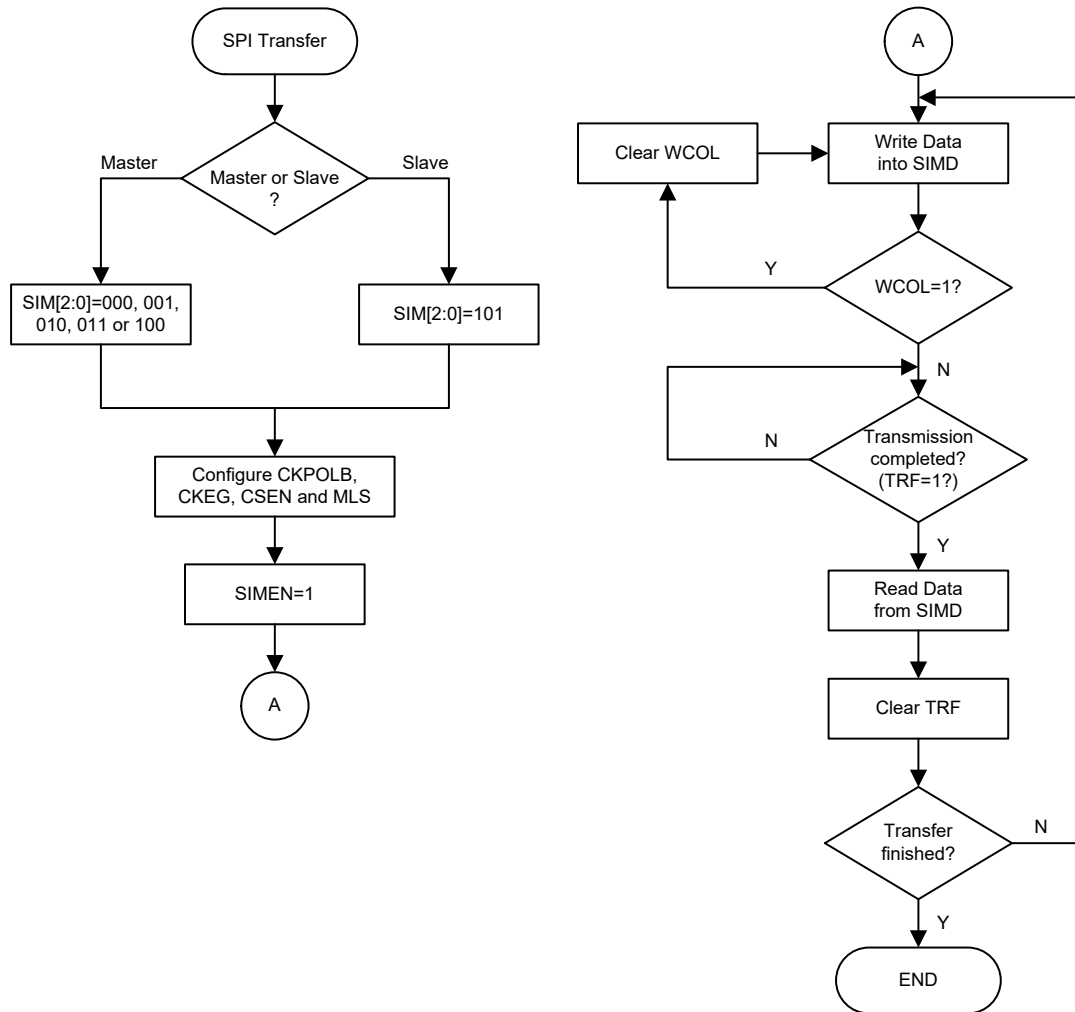 SPI Transfer
Master
Slave
Master or Slave
?
SIM[2:0]=000, 001,
010, 011 or 100
SIM[2:0]=101
Configure CKPOLB,
CKEG, CSEN and MLS
SIMEN=1
A
A
Clear WCOL
Write Data
into SIMD
Y
WCOL=1?
N
N
Transmission
completed?
(TRF=1?)
Y
Read Data
from SIMD
Clear TRF
Transfer
finished?
N
Y
END